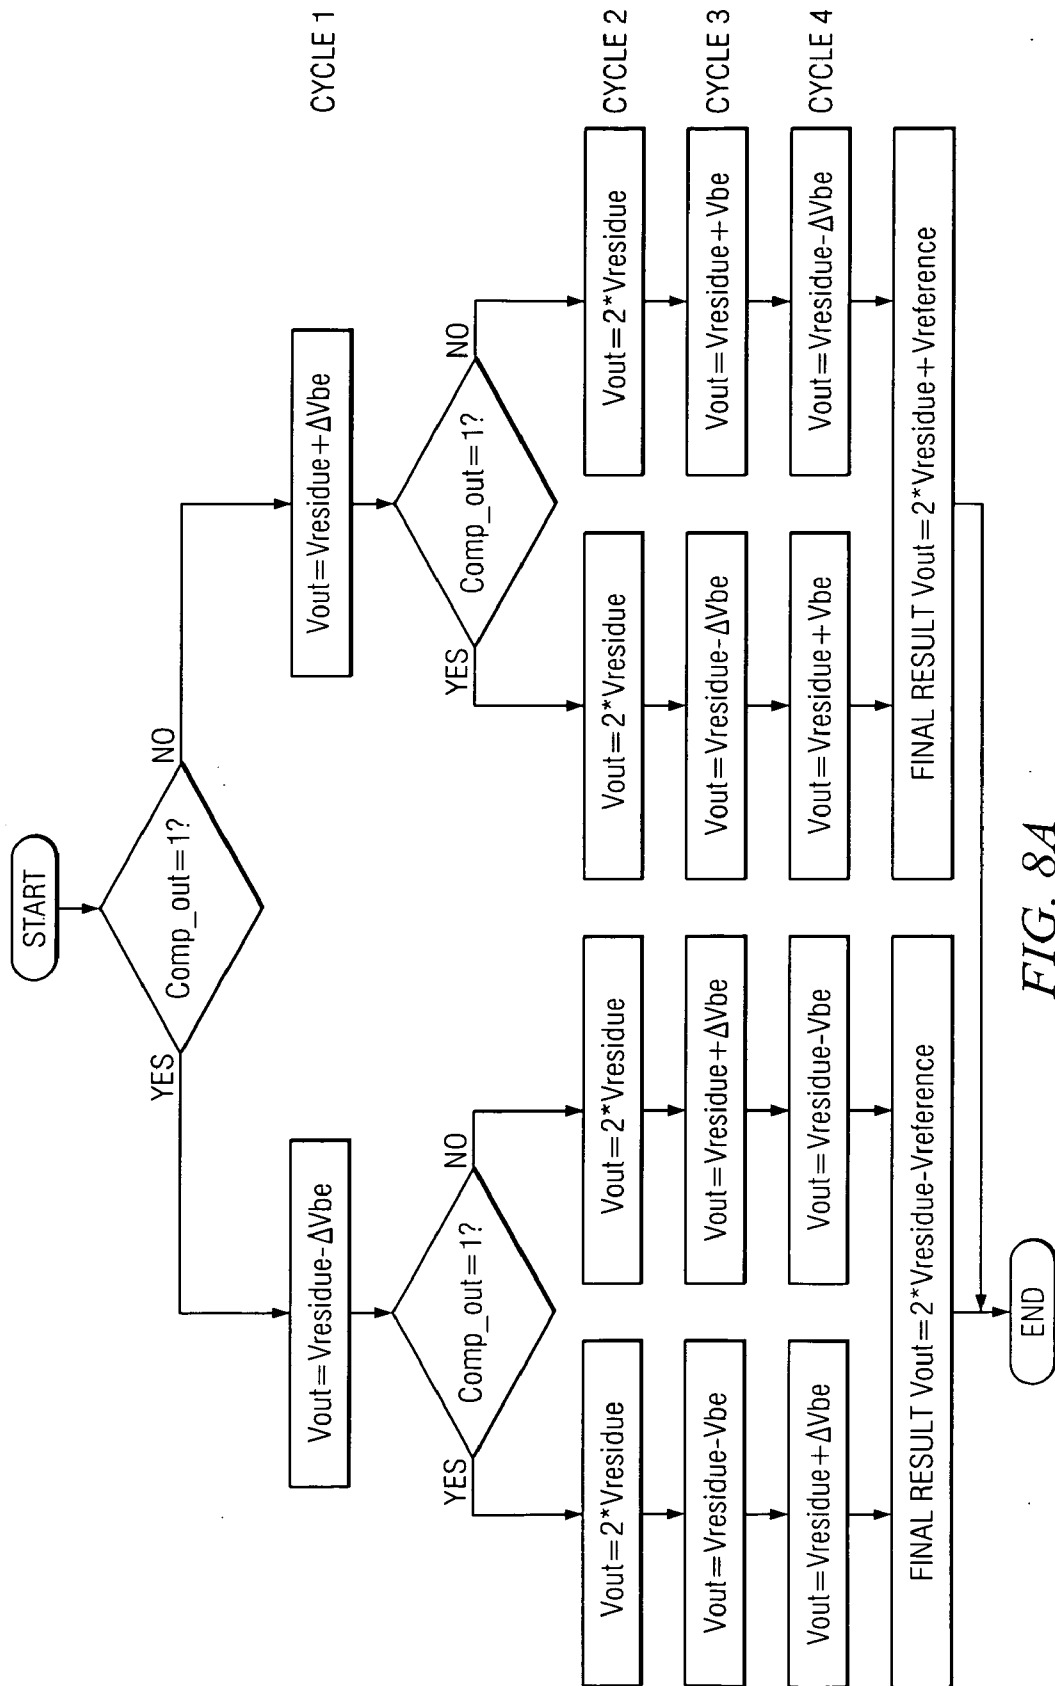 START
Comp_out=1?
YES
NO
CYCLE 1
Vout=Vresidue-ΔVbe
Vout=Vresidue+ΔVbe
Comp_out=1?
YES
NO
Comp_out=1?
YES
NO
CYCLE 2
Vout=2*Vresidue
Vout=2*Vresidue
Vout=2*Vresidue
Vout=2*Vresidue
CYCLE 3
Vout=Vresidue-Vbe
Vout=Vresidue+ΔVbe
Vout=Vresidue-ΔVbe
Vout=Vresidue+Vbe
CYCLE 4
Vout=Vresidue+ΔVbe
Vout=Vresidue-Vbe
Vout=Vresidue+Vbe
Vout=Vresidue-ΔVbe
FINAL RESULT Vout=2*Vresidue-Vreference
FINAL RESULT Vout=2*Vresidue+Vreference
END
FIG. 8A